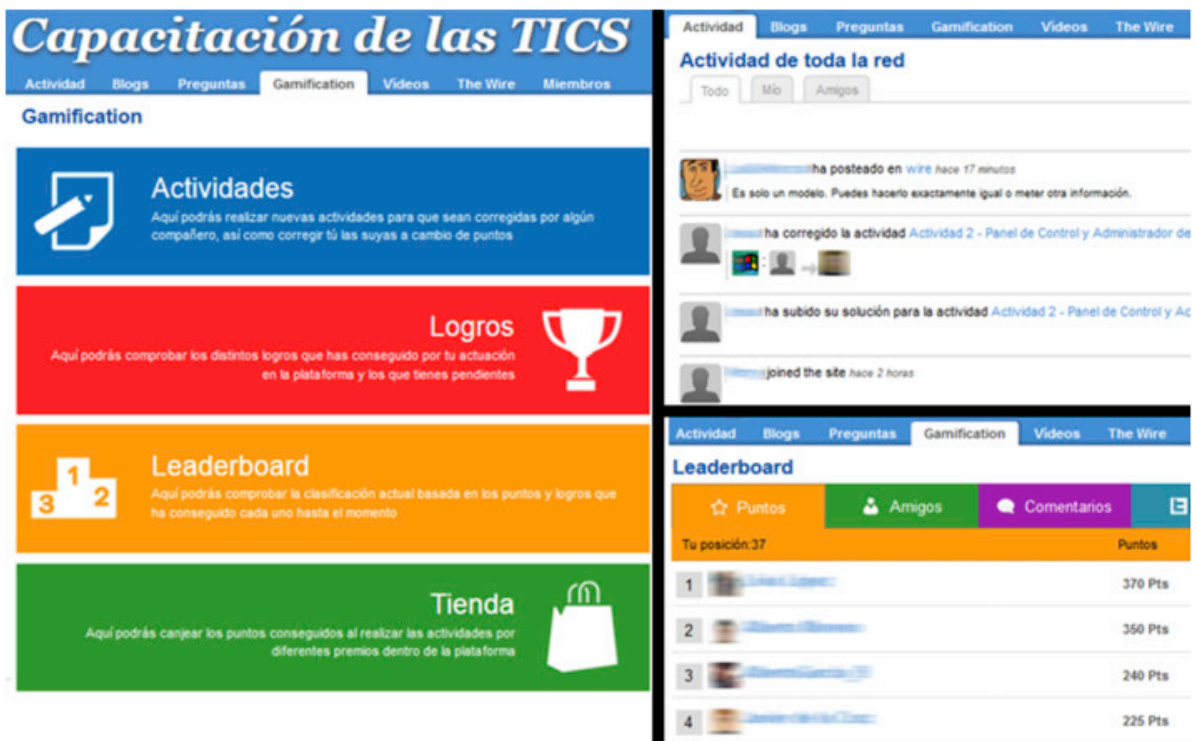 Capacitación de las TICS
Actividad Blogs Preguntas Gamification Videos The Wire Miembros
Gamification
Actividades
Aquí podrás realizar nuevas actividades para que sean corregidas por algún
compañero, así como corregir tú las suyas a cambio de puntos
Logros
Aquí podrás comprobar los distintos logros que has conseguido por tu actuación
en la plataforma y los que tienes pendientes
3 1 2
Leaderboard
Aquí podrás comprobar la clasificación actual basada en los puntos y logros que
ha conseguido cada uno hasta el momento
Tienda
Aquí podrás canjear los puntos conseguidos al realizar las actividades por
diferentes premios dentro de la plataforma
Actividad Blogs Preguntas Gamification Videos The Wire
Actividad de toda la red
Todo Mío Amigos
ha posteado en wire hace 17 minutos
Es solo un modelo. Puedes hacerlo exactamente igual o meter otra información.
ha corregido la actividad Actividad 2 - Panel de Control y Administrador de
:
ha subido su solución para la actividad Actividad 2 - Panel de Control y Ac
joined the site hace 2 horas
Actividad Blogs Preguntas Gamification Videos The Wire
Leaderboard
Puntos Amigos Comentarios
Tu posición:37 Puntos
1 370 Pts
2 350 Pts
3 240 Pts
4 225 Pts